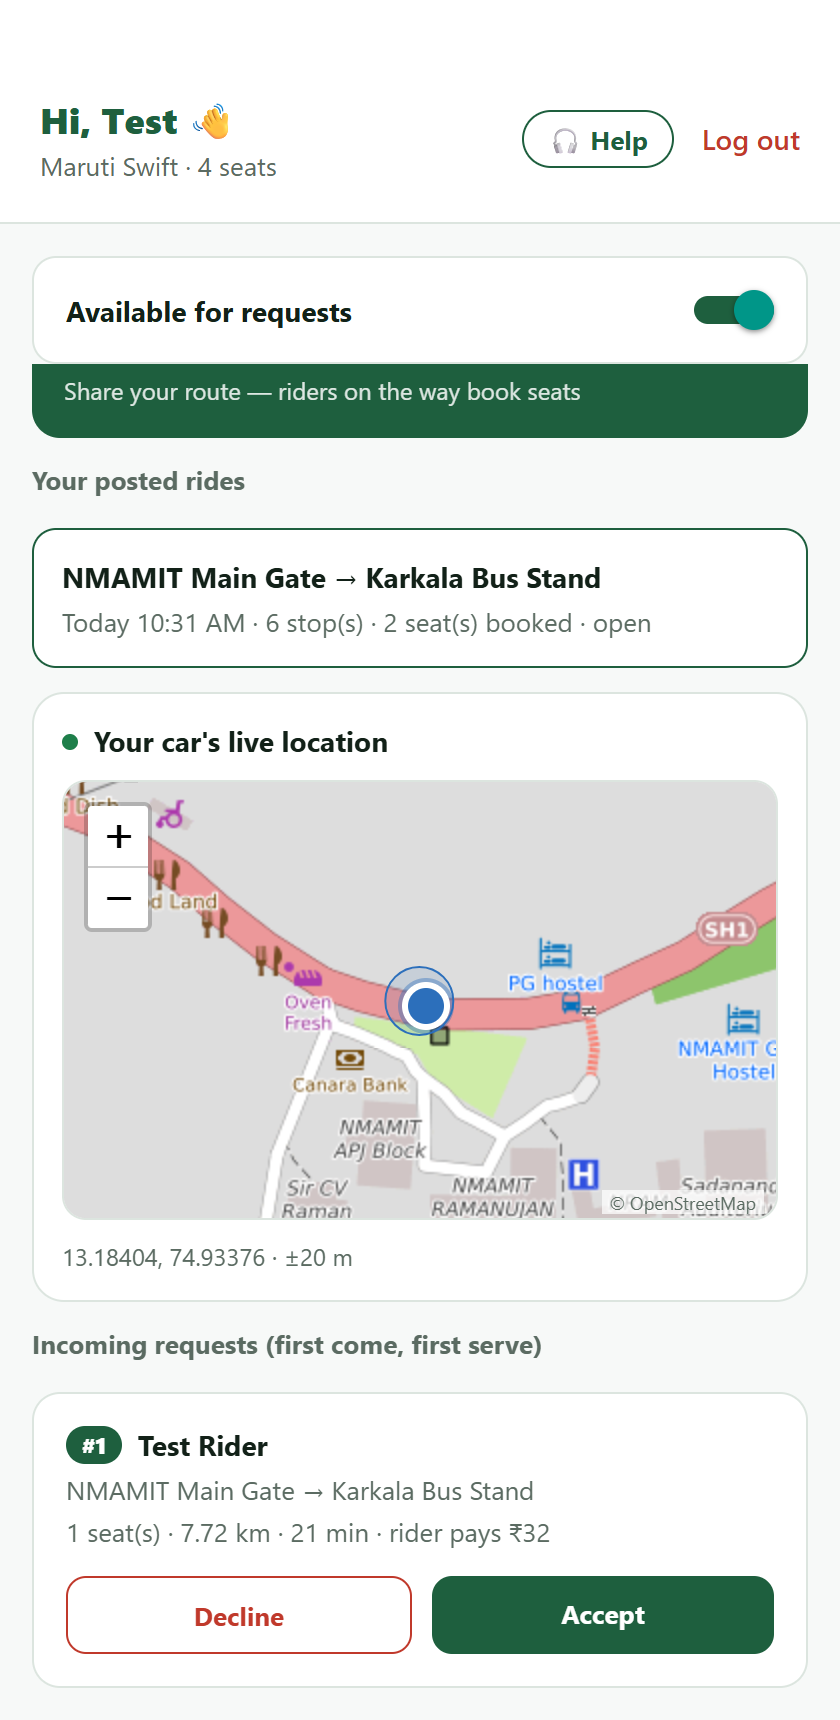 Hi, Test 👋
Maruti Swift · 4 seats
🎧 Help
Log out
Available for requests
Share your route — riders on the way book seats
Your posted rides
NMAMIT Main Gate → Karkala Bus Stand
Today 10:31 AM · 6 stop(s) · 2 seat(s) booked · open
Your car's live location
+
−
d Land
SH1
PG hostel
Oven
Fresh
NMAMIT G
Hostel
Canara Bank
NMAMIT
APJ Block
H
Sir CV
Raman
NMAMIT
RAMANUJAN
Sadanand
© OpenStreetMap
13.18404, 74.93376 · ±20 m
Incoming requests (first come, first serve)
#1 Test Rider
NMAMIT Main Gate → Karkala Bus Stand
1 seat(s) · 7.72 km · 21 min · rider pays ₹32
Decline
Accept